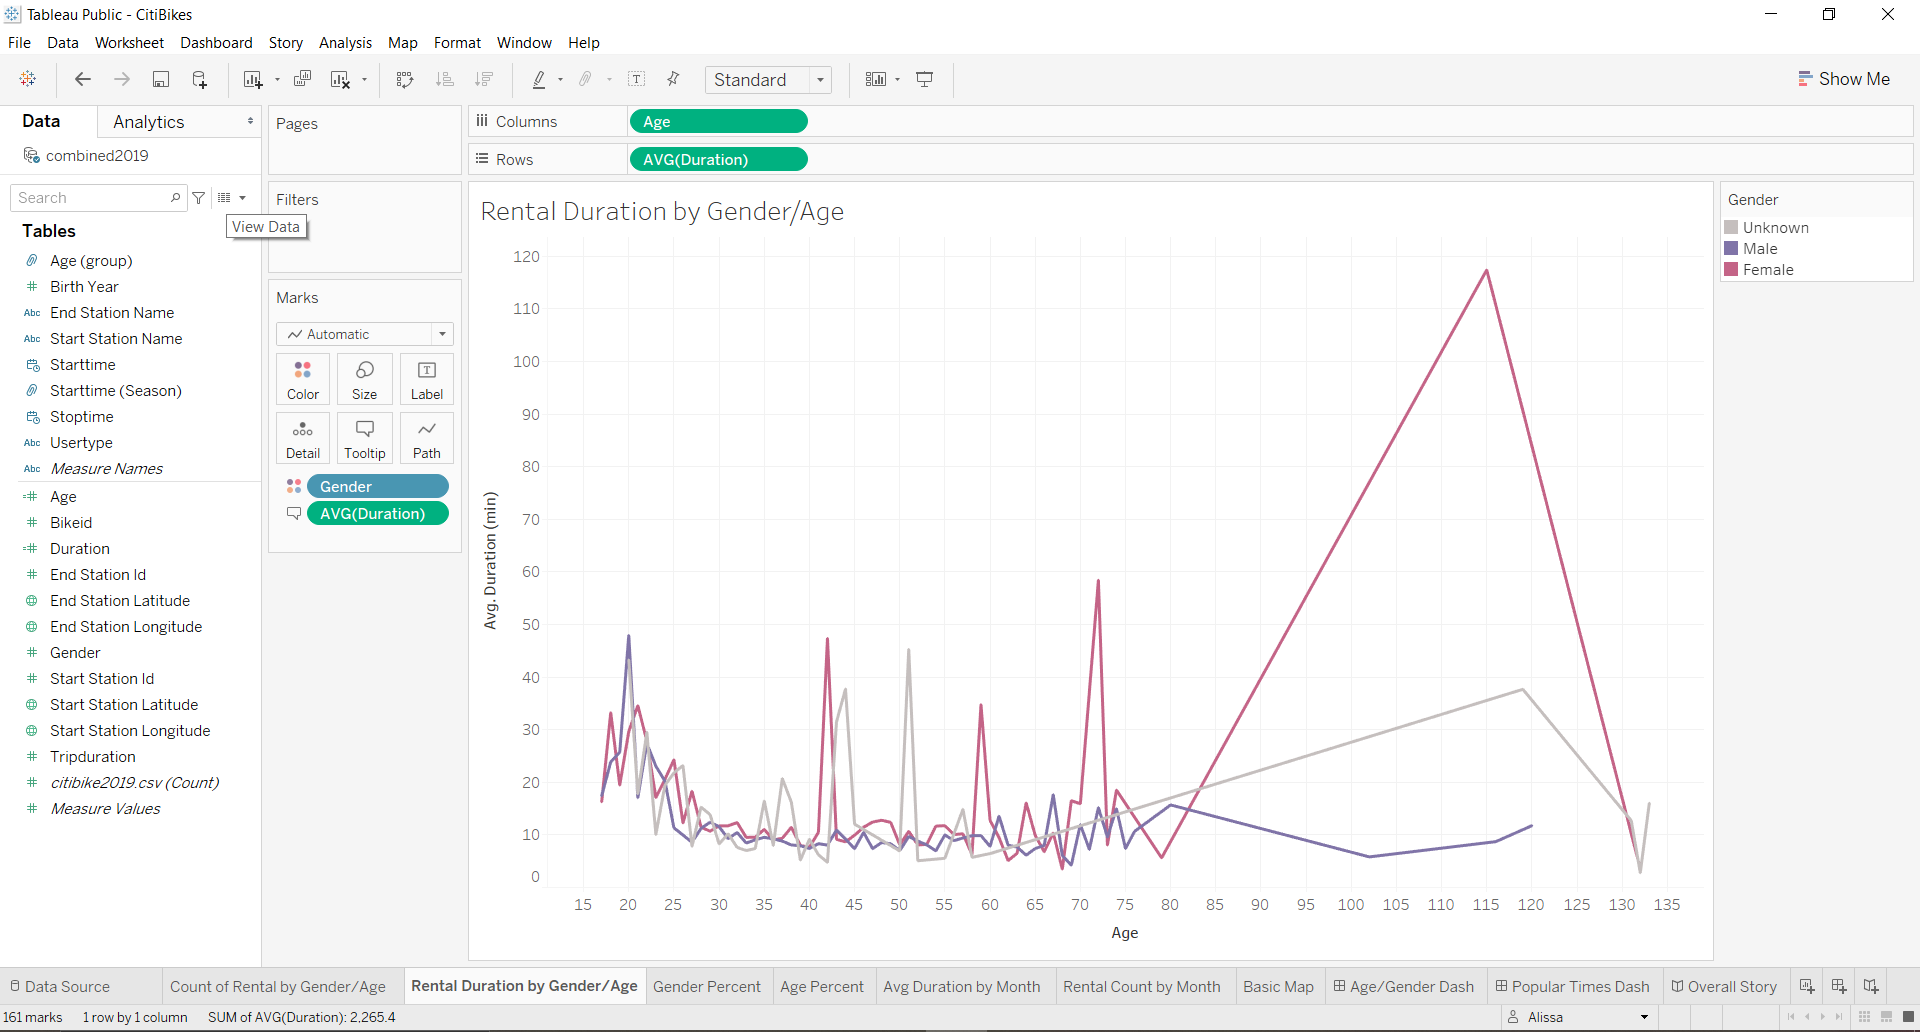 Tableau Public - CitiBikes
File Data Worksheet Dashboard Story Analysis Map Format Window Help
Standard
Show Me
Data
Analytics
combined2019
Search
View Data
Tables
Age (group)
Birth Year
End Station Name
Start Station Name
Starttime
Starttime (Season)
Stoptime
Usertype
Measure Names
Age
Bikeid
Duration
End Station Id
End Station Latitude
End Station Longitude
Gender
Start Station Id
Start Station Latitude
Start Station Longitude
Tripduration
citibike2019.csv (Count)
Measure Values
Abc
Abc
Abc
Abc
Pages
Filters
Marks
Automatic
Color Size Label
Detail Tooltip Path
Gender
AVG(Duration)
Columns
Age
Rows
AVG(Duration)
Rental Duration by Gender/Age
120
110
100
90
80
70
60
50
40
30
20
10
0
Avg. Duration (min)
15 20 25 30 35 40 45 50 55 60 65 70 75 80 85 90 95 100 105 110 115 120 125 130 135
Age
Gender
Unknown
Male
Female
Data Source
Count of Rental by Gender/Age
Rental Duration by Gender/Age
Gender Percent
Age Percent
Avg Duration by Month
Rental Count by Month
Basic Map
Age/Gender Dash
Popular Times Dash
Overall Story
161 marks 1 row by 1 column SUM of AVG(Duration): 2,265.4
Alissa